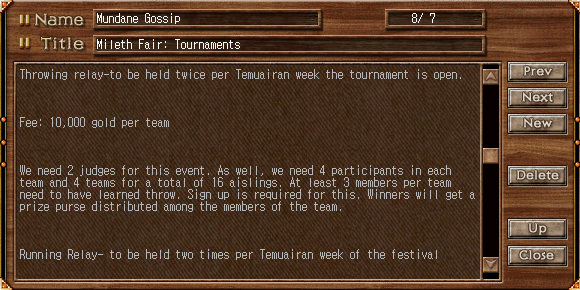 Name Mundane Gossip 8/ 7
Title Mileth Fair: Tournaments
Throwing relay-to be held twice per Temuairan week the tournament is open.
Fee: 10,000 gold per team
We need 2 judges for this event. As well, we need 4 participants in each
team and 4 teams for a total of 16 aislings. At least 3 members per team
need to have learned throw. Sign up is required for this. Winners will get a
prize purse distributed among the members of the team.
Running Relay- to be held two times per Temuairan week of the festival
Prev
Next
New
Delete
Up
Close